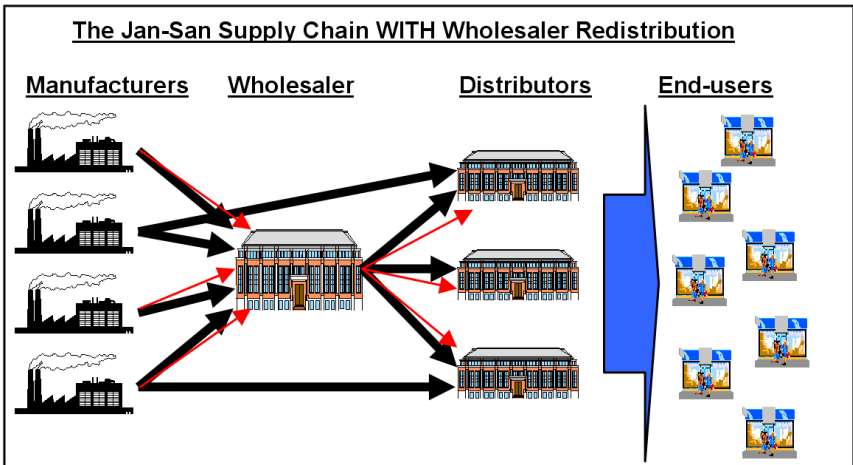 The Jan-San Supply Chain WITH Wholesaler Redistribution
Manufacturers Wholesaler Distributors End-users